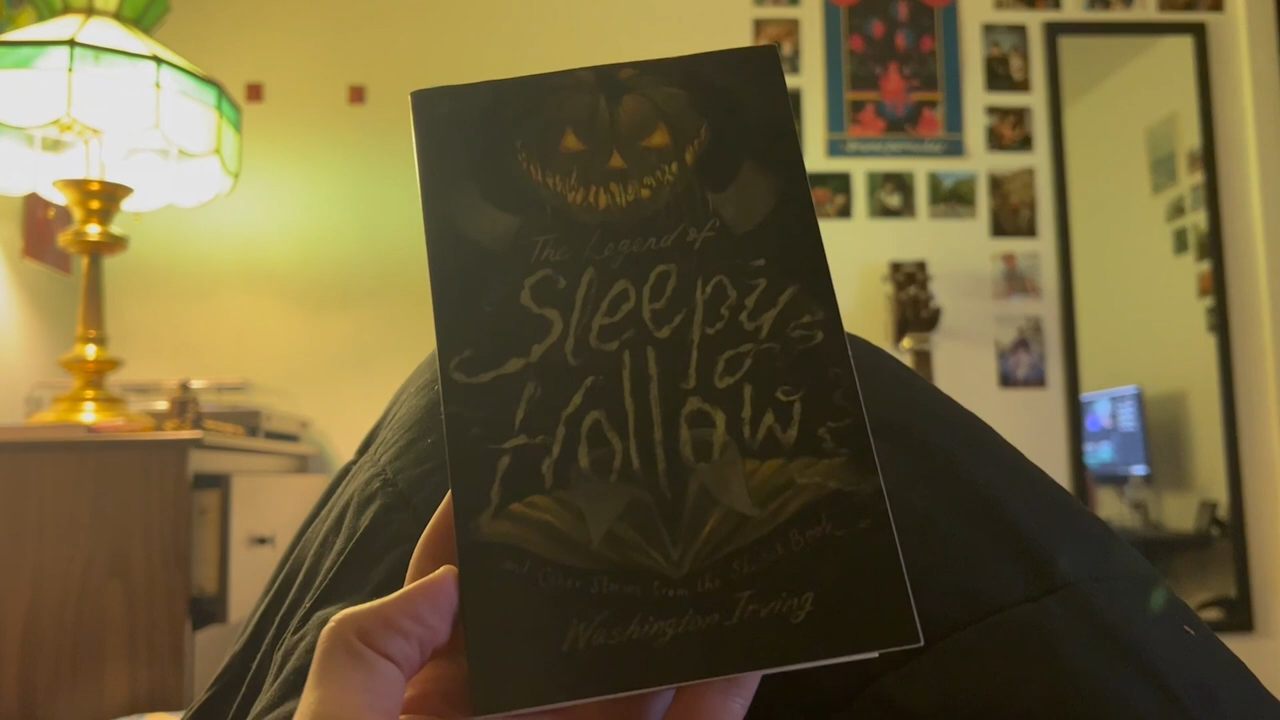 The Legend of
Sleepy
Hollow
and Other Stories from the Sketch Book
Washington Irving